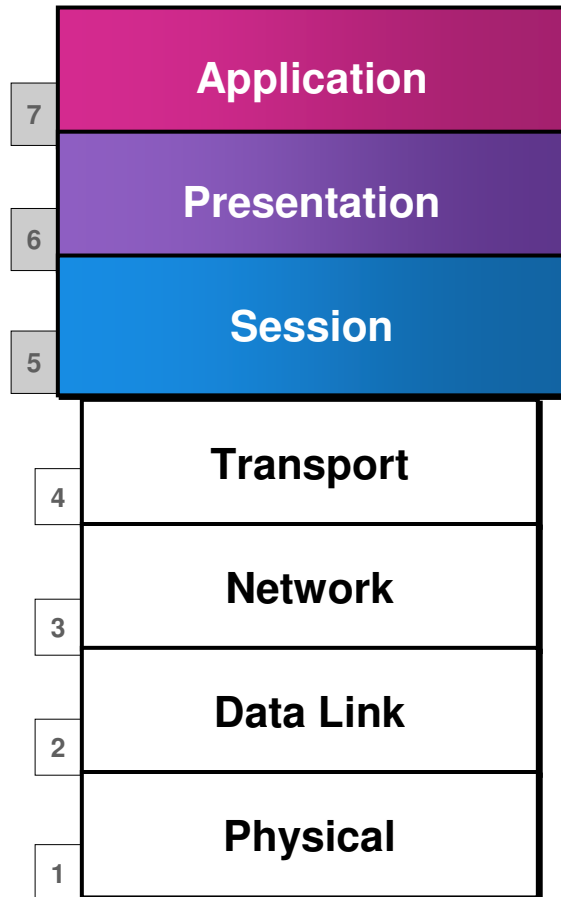 Application
7
Presentation
6
Session
5
Transport
4
Network
3
Data Link
2
Physical
1